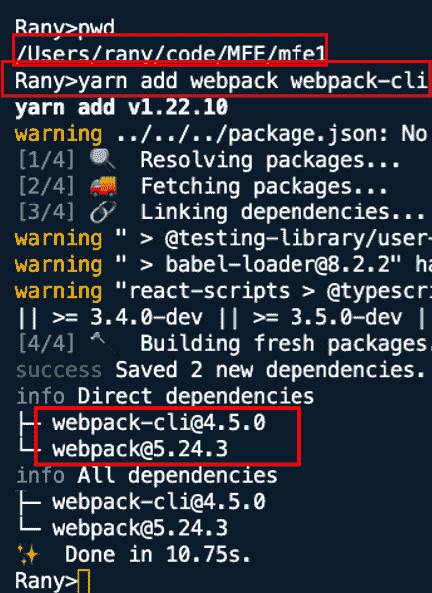 Rany>pwd
/Users/rany/code/MFE/mfe1
Rany>yarn add webpack webpack-cli
yarn add v1.22.10
warning ../../../package.json: No
[1/4] 🔍 Resolving packages...
[2/4] 🚚 Fetching packages...
[3/4] 🔗 Linking dependencies...
warning " > @testing-library/user-
warning " > babel-loader@8.2.2" ha
warning "react-scripts > @typescri
|| >= 3.4.0-dev || >= 3.5.0-dev |
[4/4] 🔨 Building fresh packages.
success Saved 2 new dependencies.
info Direct dependencies
├─ webpack-cli@4.5.0
└─ webpack@5.24.3
info All dependencies
├─ webpack-cli@4.5.0
└─ webpack@5.24.3
✨ Done in 10.75s.
Rany>